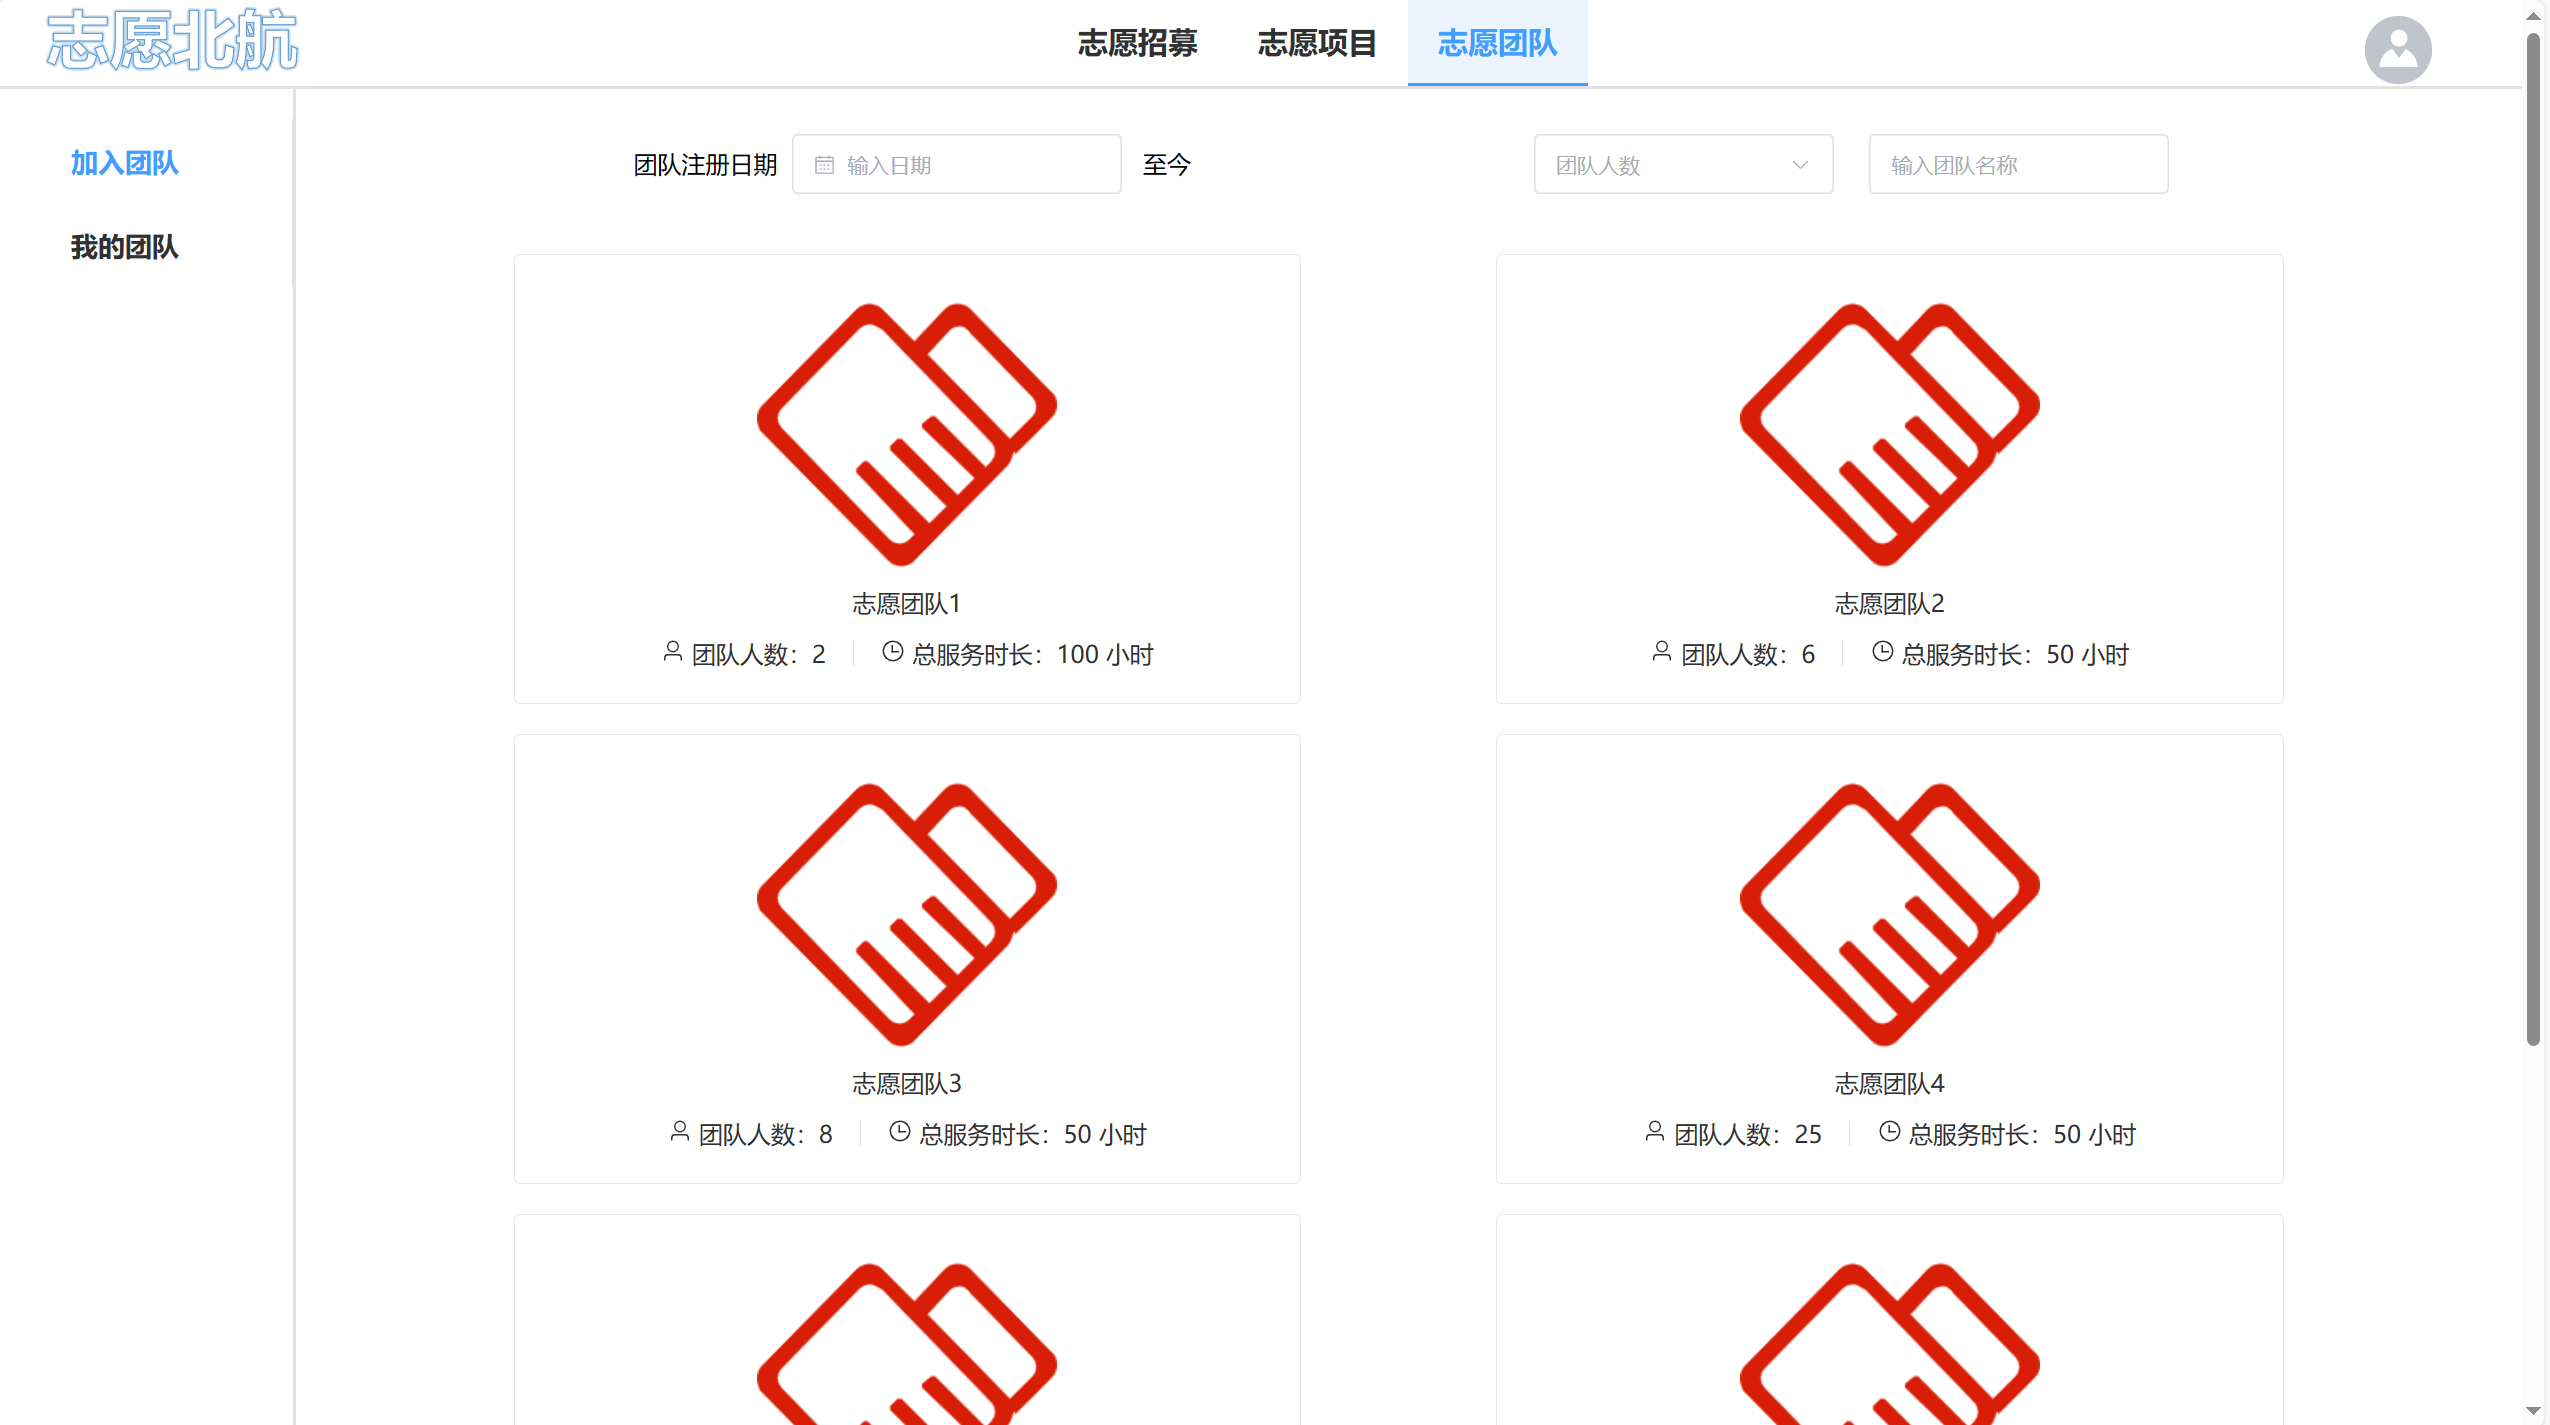 志愿北航
志愿招募 志愿项目 志愿团队
加入团队
我的团队
团队注册日期 输入日期 至今 团队人数 输入团队名称
志愿团队1
团队人数：2 总服务时长：100 小时
志愿团队2
团队人数：6 总服务时长：50 小时
志愿团队3
团队人数：8 总服务时长：50 小时
志愿团队4
团队人数：25 总服务时长：50 小时